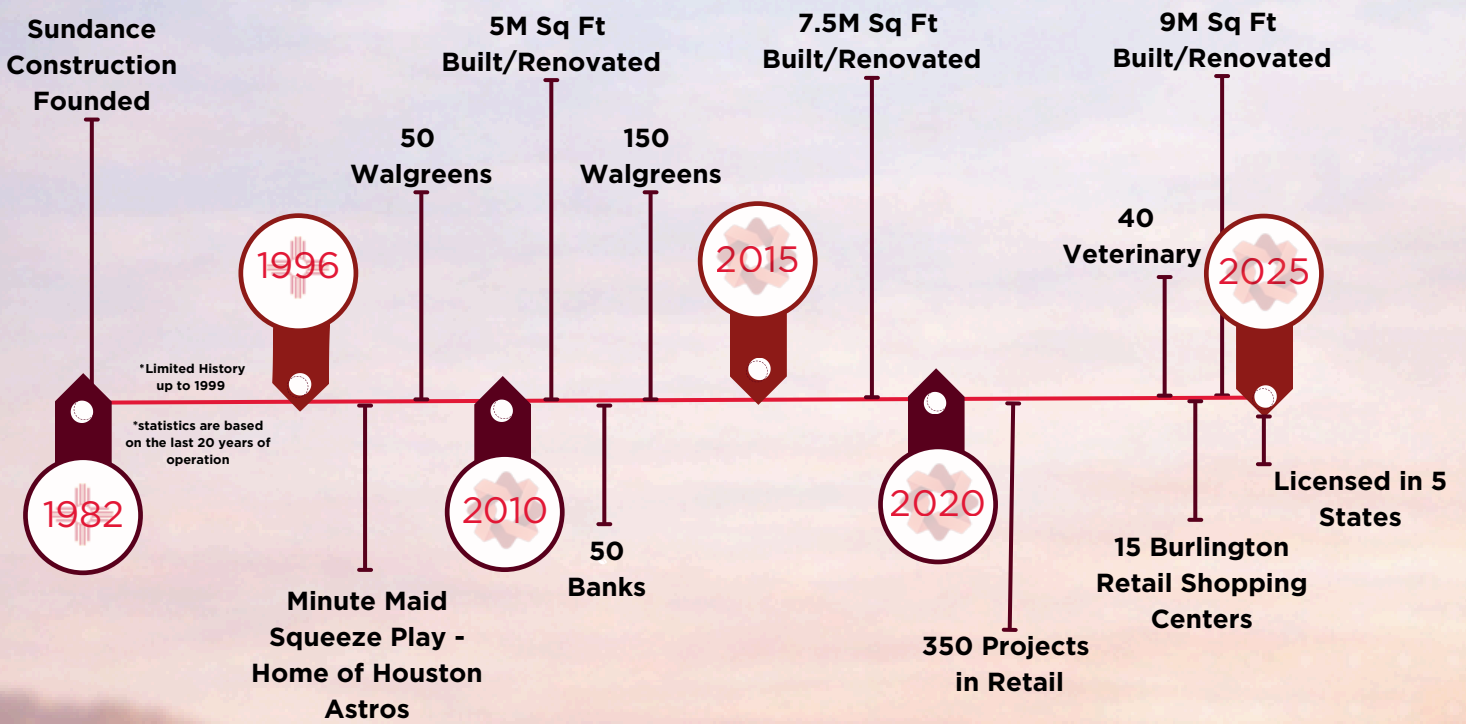 Sundance
Construction
Founded
5M Sq Ft
Built/Renovated
7.5M Sq Ft
Built/Renovated
9M Sq Ft
Built/Renovated
50
Walgreens
150
Walgreens
40
Veterinary
1996
2015
2025
*Limited History
up to 1999
*statistics are based
on the last 20 years of
operation
1982
2010
2020
50
Banks
Licensed in 5
States
15 Burlington
Retail Shopping
Centers
Minute Maid
Squeeze Play -
Home of Houston
Astros
350 Projects
in Retail